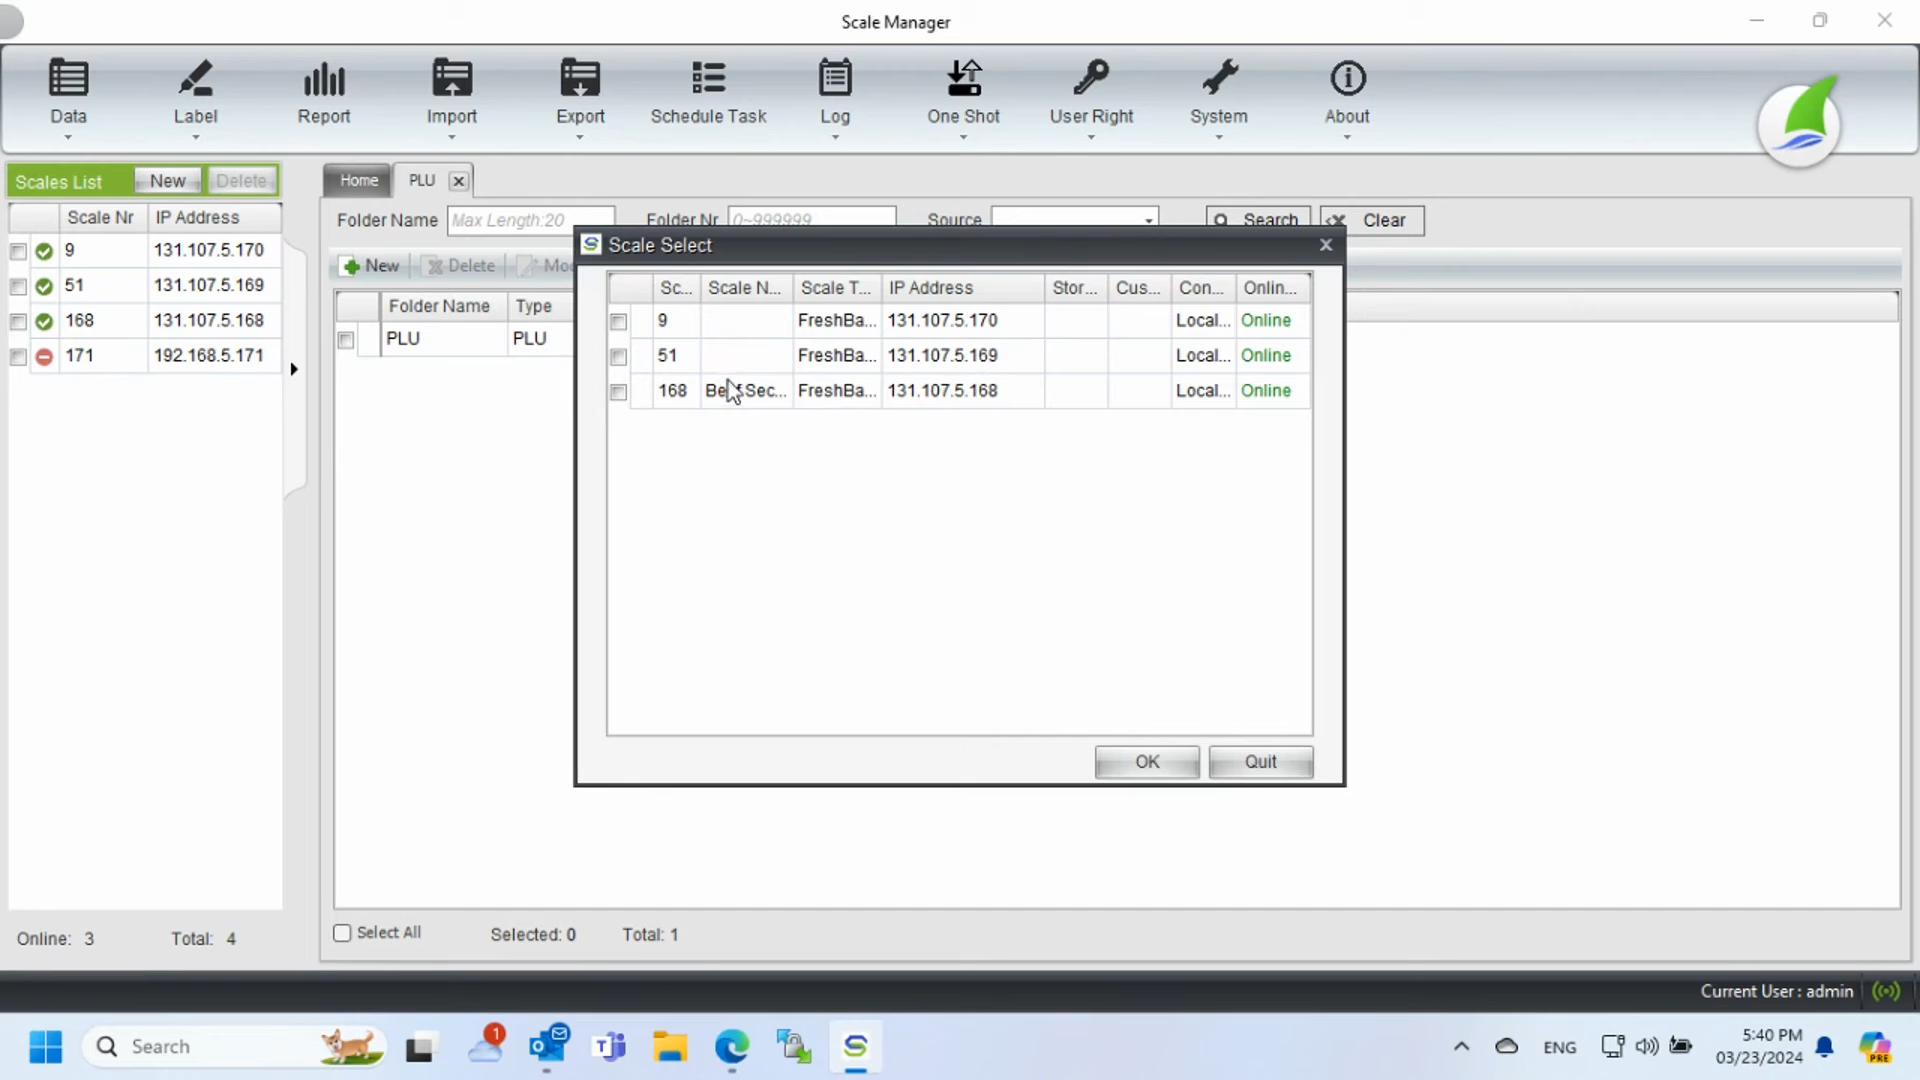 Scale Manager
Data Label Report Import Export Schedule Task Log One Shot User Right System About
Scales List New Delete
Scale Nr IP Address
9 131.107.5.170
51 131.107.5.169
168 131.107.5.168
171 192.168.5.171
Online: 3 Total: 4
Home PLU
Folder Name Max Length:20 Folder Nr 0~999999 Source Search Clear
New Delete
Folder Name Type
PLU PLU
Scale Select
Sc... Scale N... Scale T... IP Address Stor... Cus... Con... Onlin...
9 FreshBa... 131.107.5.170 Local... Online
51 FreshBa... 131.107.5.169 Local... Online
168 FreshBa... 131.107.5.168 Local... Online
OK Quit
Select All Selected: 0 Total: 1
Current User : admin
Search
1
ENG
5:40 PM
03/23/2024
PRE